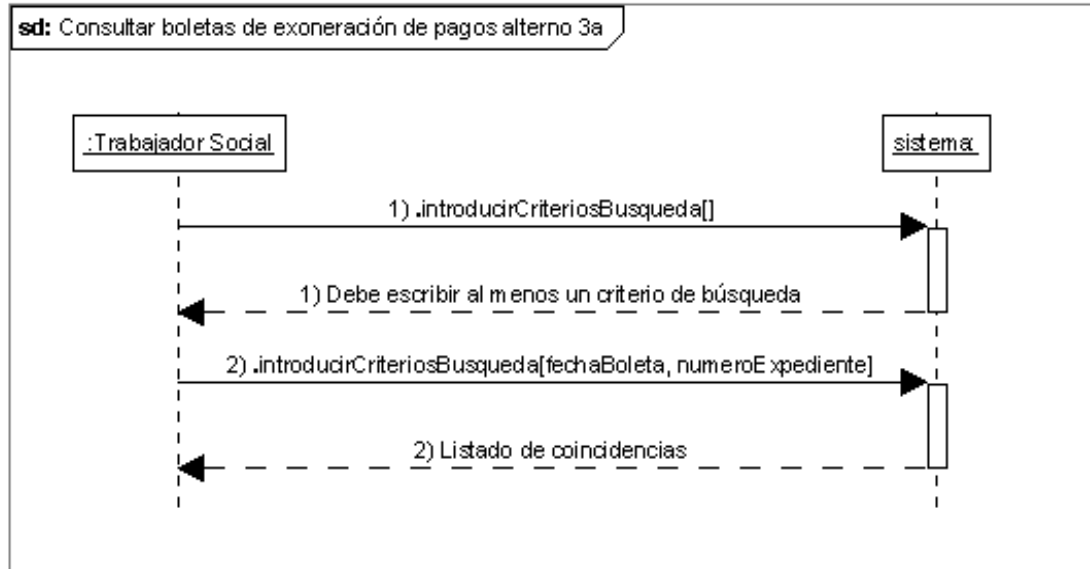 sd: Consultar boletas de exoneración de pagos alterno 3a
:Trabajador Social
sistema:
1) .introducirCriteriosBusqueda[]
1) Debe escribir al menos un criterio de búsqueda
2) .introducirCriteriosBusqueda[fechaBoleta, numeroExpediente]
2) Listado de coincidencias